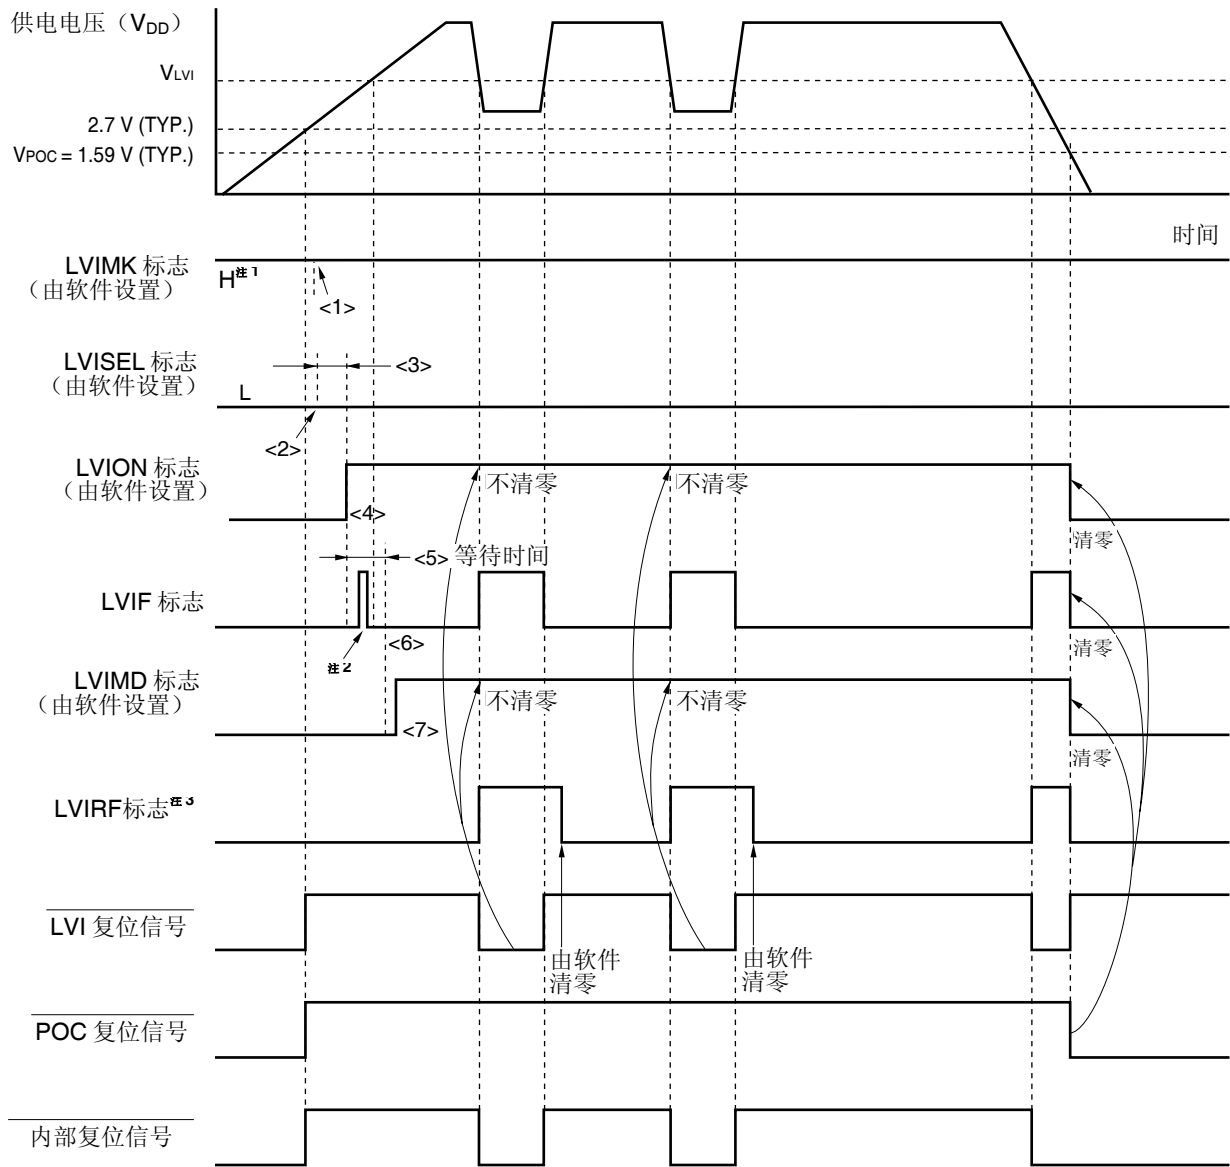 供电电压（VDD）
VLVI
2.7 V (TYP.)
VPOC = 1.59 V (TYP.)
时间
LVIMK 标志
（由软件设置）
H注1
<1>
LVISEL 标志
（由软件设置）
<3>
L
<2>
LVION 标志
（由软件设置）
不清零
不清零
<4>
清零
<5> 等待时间
LVIF 标志
<6>
清零
注2
LVIMD 标志
（由软件设置）
不清零
不清零
<7>
清零
LVIRF标志注3
LVI 复位信号
由软件
清零
由软件
清零
POC 复位信号
内部复位信号